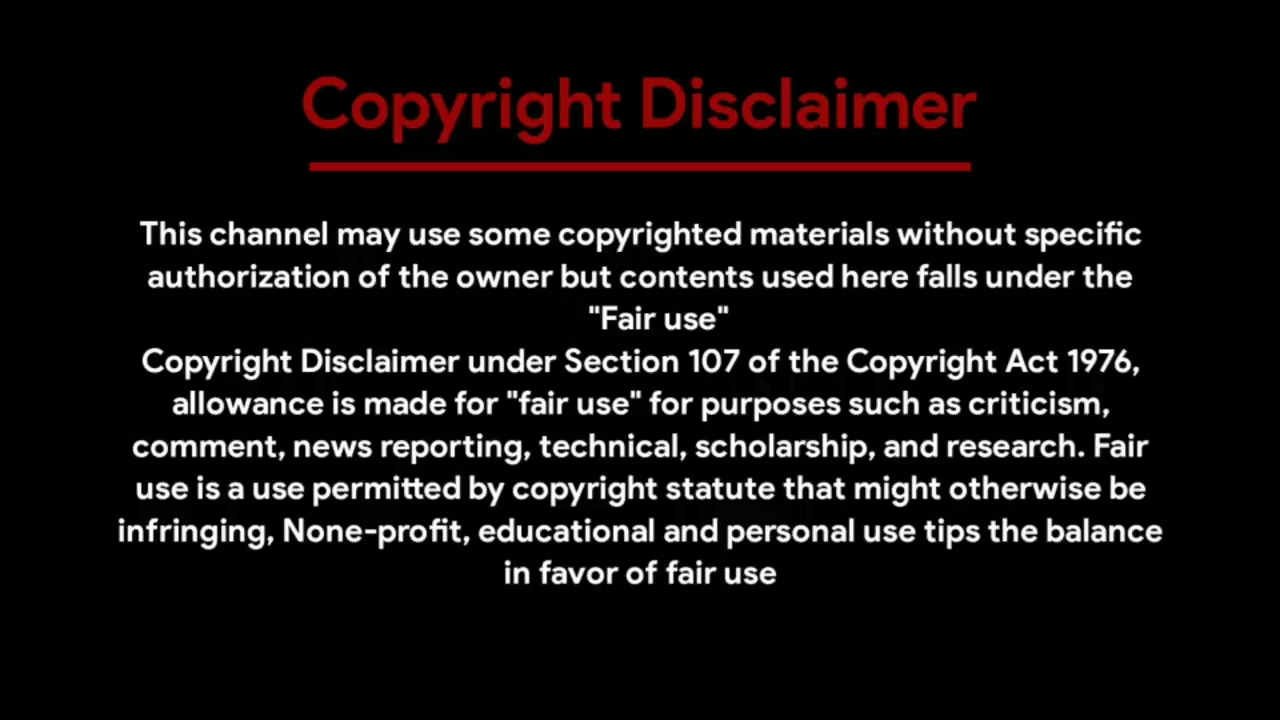 Copyright Disclaimer
This channel may use some copyrighted materials without specific
authorization of the owner but contents used here falls under the
"Fair use"
Copyright Disclaimer under Section 107 of the Copyright Act 1976,
allowance is made for "fair use" for purposes such as criticism,
comment, news reporting, technical, scholarship, and research. Fair
use is a use permitted by copyright statute that might otherwise be
infringing, None-profit, educational and personal use tips the balance
in favor of fair use